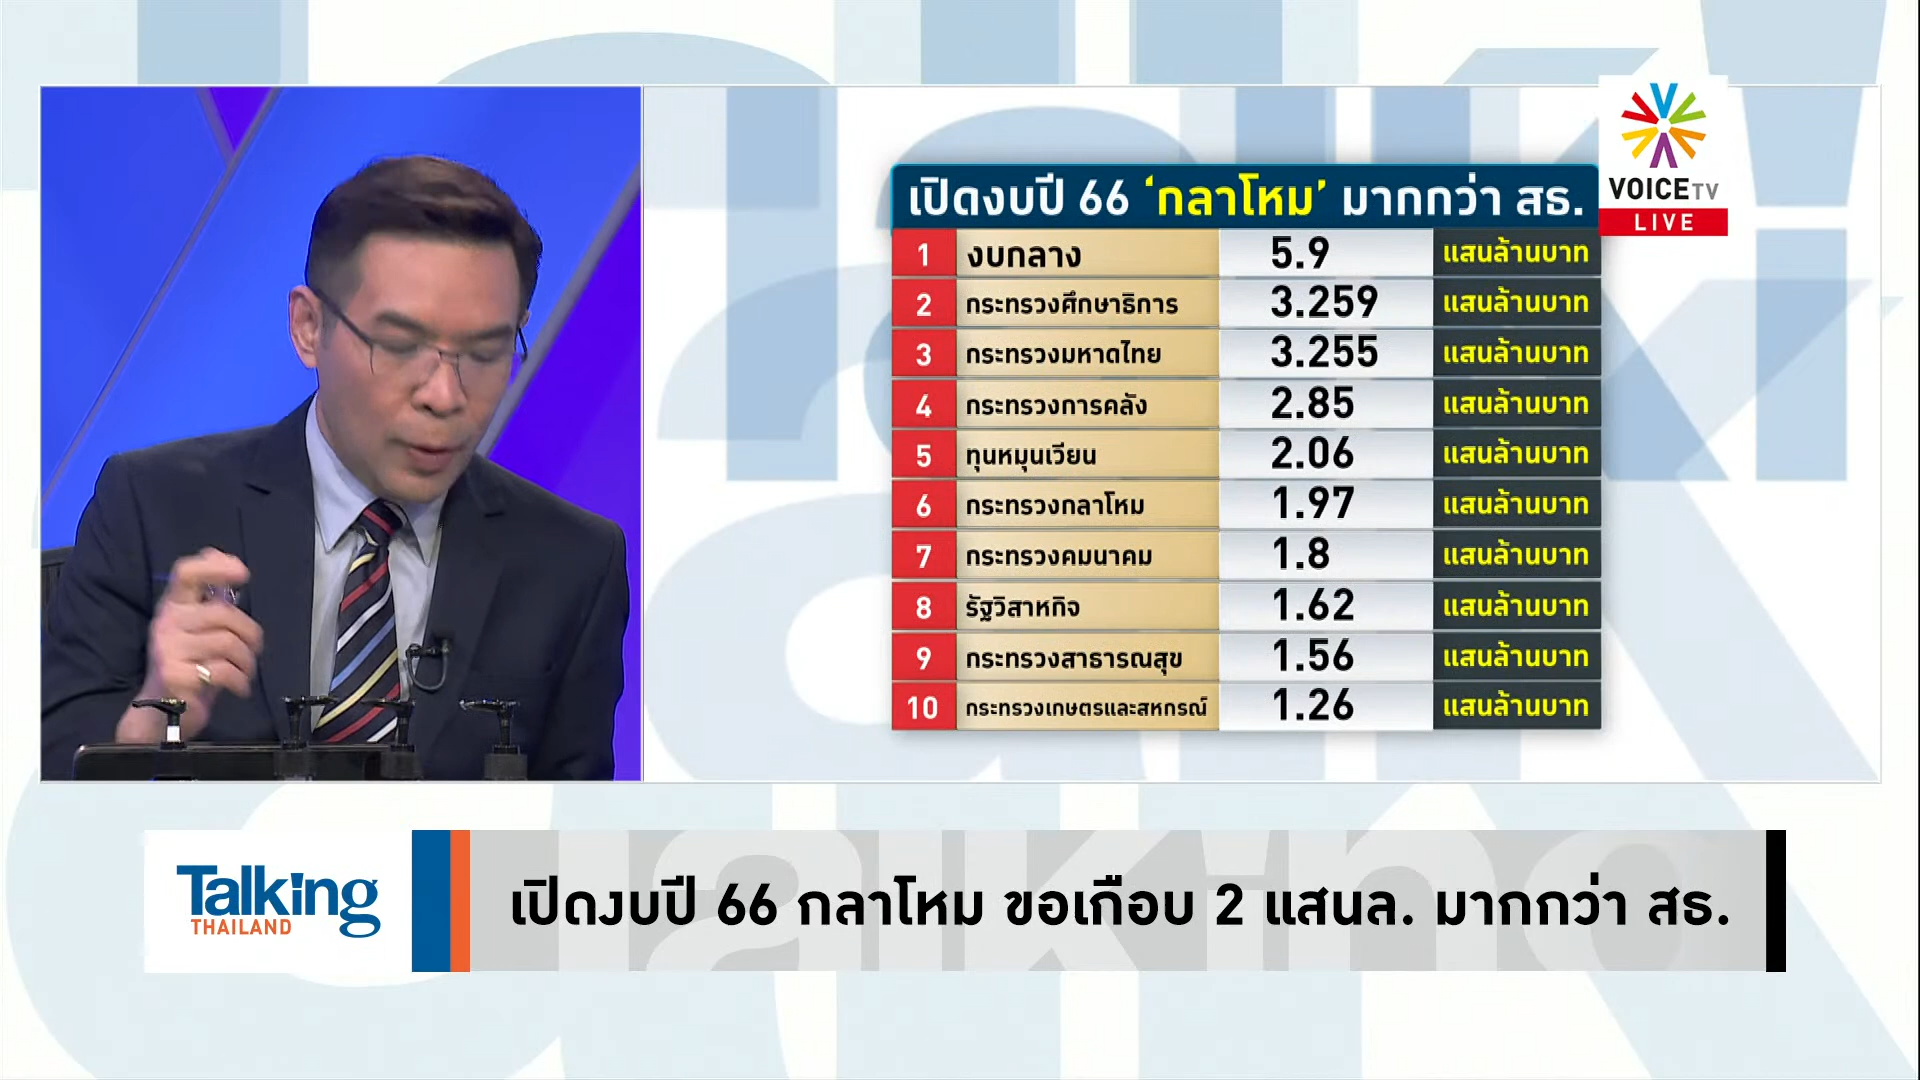 เปิดงบปี 66 ‘กลาโหม’ มากกว่า สธ.
VOICE TV
LIVE
1 งบกลาง 5.9 แสนล้านบาท
2 กระทรวงศึกษาธิการ 3.259 แสนล้านบาท
3 กระทรวงมหาดไทย 3.255 แสนล้านบาท
4 กระทรวงการคลัง 2.85 แสนล้านบาท
5 ทุนหมุนเวียน 2.06 แสนล้านบาท
6 กระทรวงกลาโหม 1.97 แสนล้านบาท
7 กระทรวงคมนาคม 1.8 แสนล้านบาท
8 รัฐวิสาหกิจ 1.62 แสนล้านบาท
9 กระทรวงสาธารณสุข 1.56 แสนล้านบาท
10 กระทรวงเกษตรและสหกรณ์ 1.26 แสนล้านบาท
Talking
THAILAND
เปิดงบปี 66 กลาโหม ขอเกือบ 2 แสนล. มากกว่า สธ.